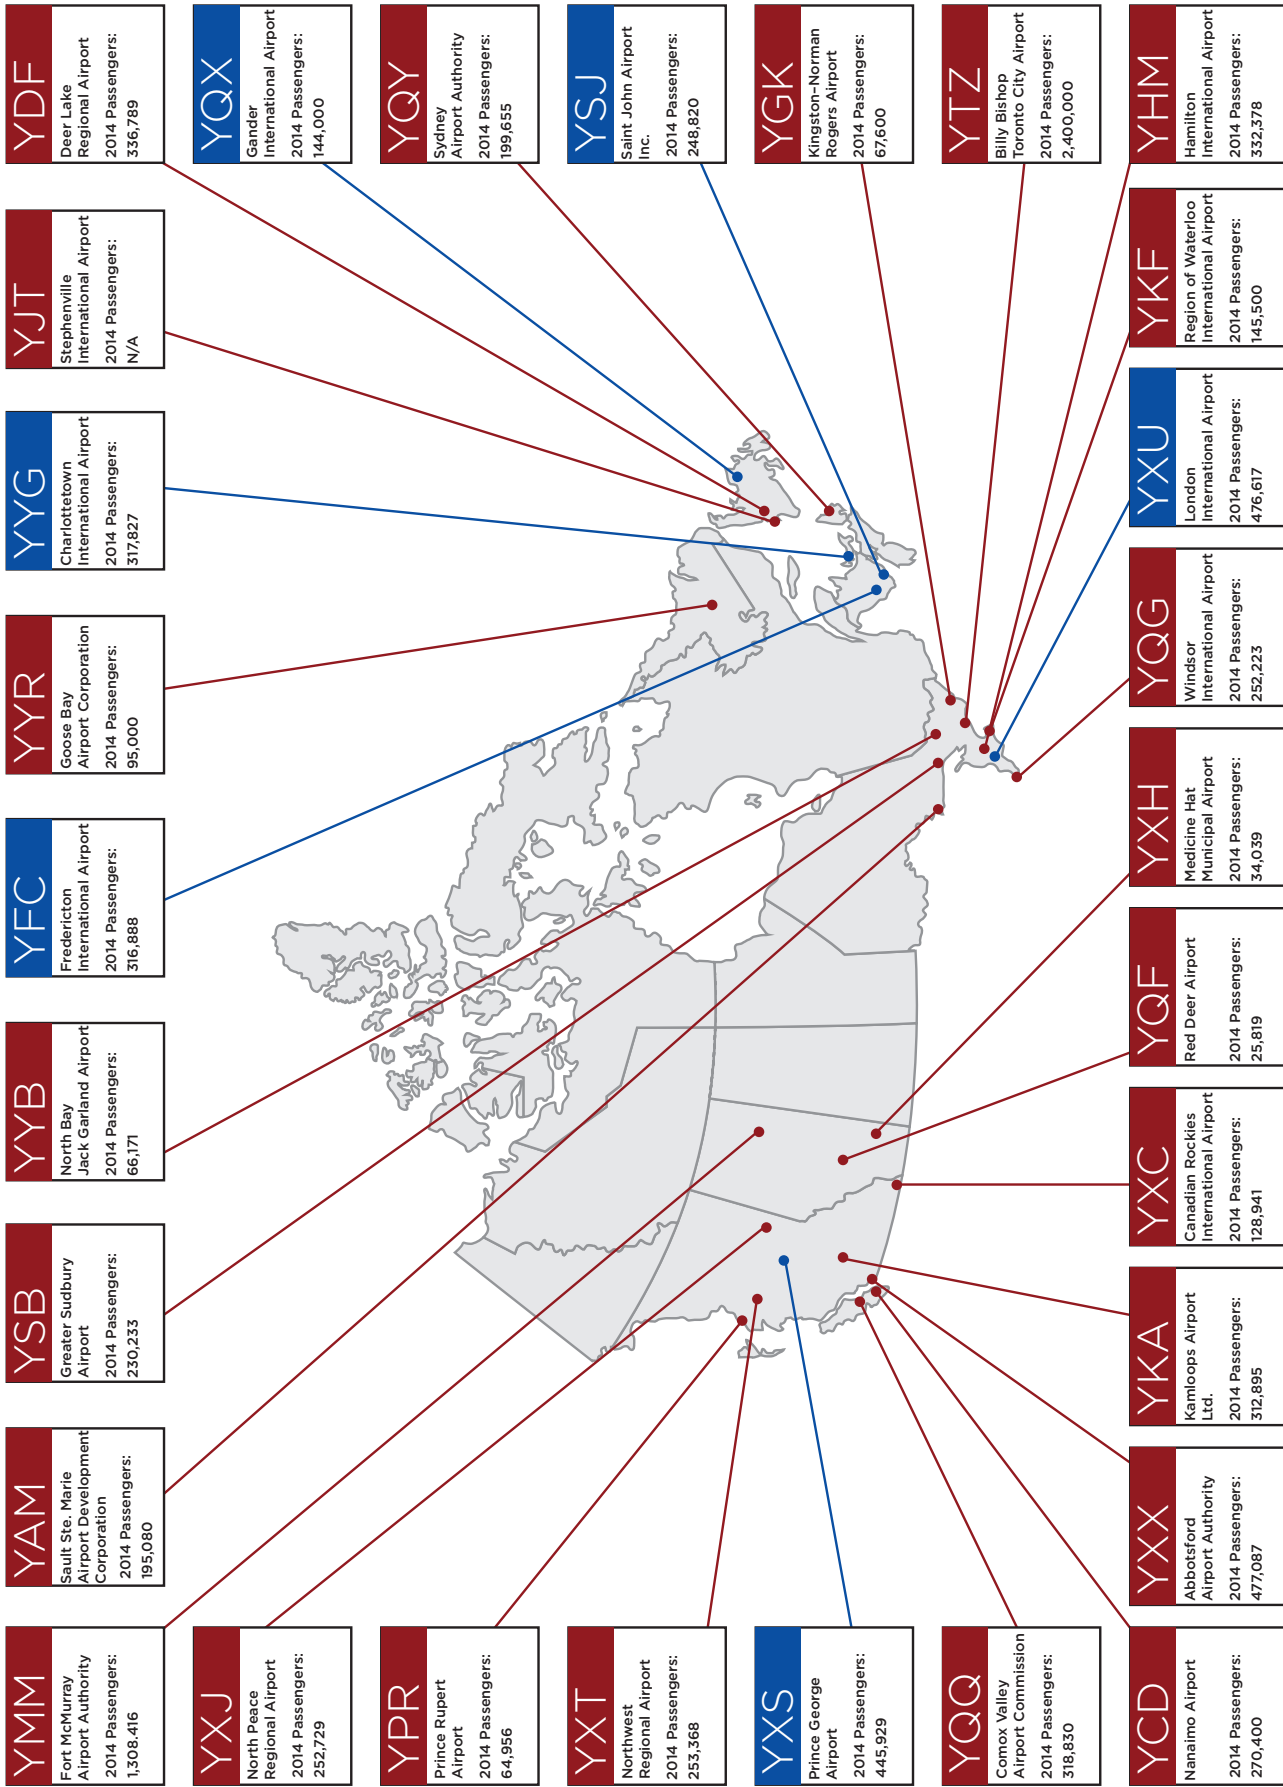 YMM
Fort McMurray
Airport Authority
2014 Passengers:
1,308.416
YAM
Sault Ste. Marie
Airport Development
Corporation
2014 Passengers:
195,080
YSB
Greater Sudbury
Airport
2014 Passengers:
230,233
YYB
North Bay
Jack Garland Airport
2014 Passengers:
66,171
YFC
Fredericton
International Airport
2014 Passengers:
316,888
YYR
Goose Bay
Airport Corporation
2014 Passengers:
95,000
YYG
Charlottetown
International Airport
2014 Passengers:
317,827
YJT
Stephenville
International Airport
2014 Passengers:
N/A
YDF
Deer Lake
Regional Airport
2014 Passengers:
336,789
YXJ
North Peace
Regional Airport
2014 Passengers:
252,729
YQX
Gander
International Airport
2014 Passengers:
144,000
YPR
Prince Rupert
Airport
2014 Passengers:
64,956
YQY
Sydney
Airport Authority
2014 Passengers:
199,655
YXT
Northwest
Regional Airport
2014 Passengers:
253,368
YSJ
Saint John Airport
Inc.
2014 Passengers:
248,820
YXS
Prince George
Airport
2014 Passengers:
445,929
YGK
Kingston-Norman
Rogers Airport
2014 Passengers:
67,600
YQQ
Comox Valley
Airport Commission
2014 Passengers:
318,830
YTZ
Billy Bishop
Toronto City Airport
2014 Passengers:
2,400,000
YCD
Nanaimo Airport
2014 Passengers:
270,400
YXX
Abbotsford
Airport Authority
2014 Passengers:
477,087
YKA
Kamloops Airport
Ltd.
2014 Passengers:
312,895
YXC
Canadian Rockies
International Airport
2014 Passengers:
128,941
YQF
Red Deer Airport
2014 Passengers:
25,819
YXH
Medicine Hat
Municipal Airport
2014 Passengers:
34,039
YQG
Windsor
International Airport
2014 Passengers:
252,223
YXU
London
International Airport
2014 Passengers:
476,617
YKF
Region of Waterloo
International Airport
2014 Passengers:
145,500
YHM
Hamilton
International Airport
2014 Passengers:
332,378